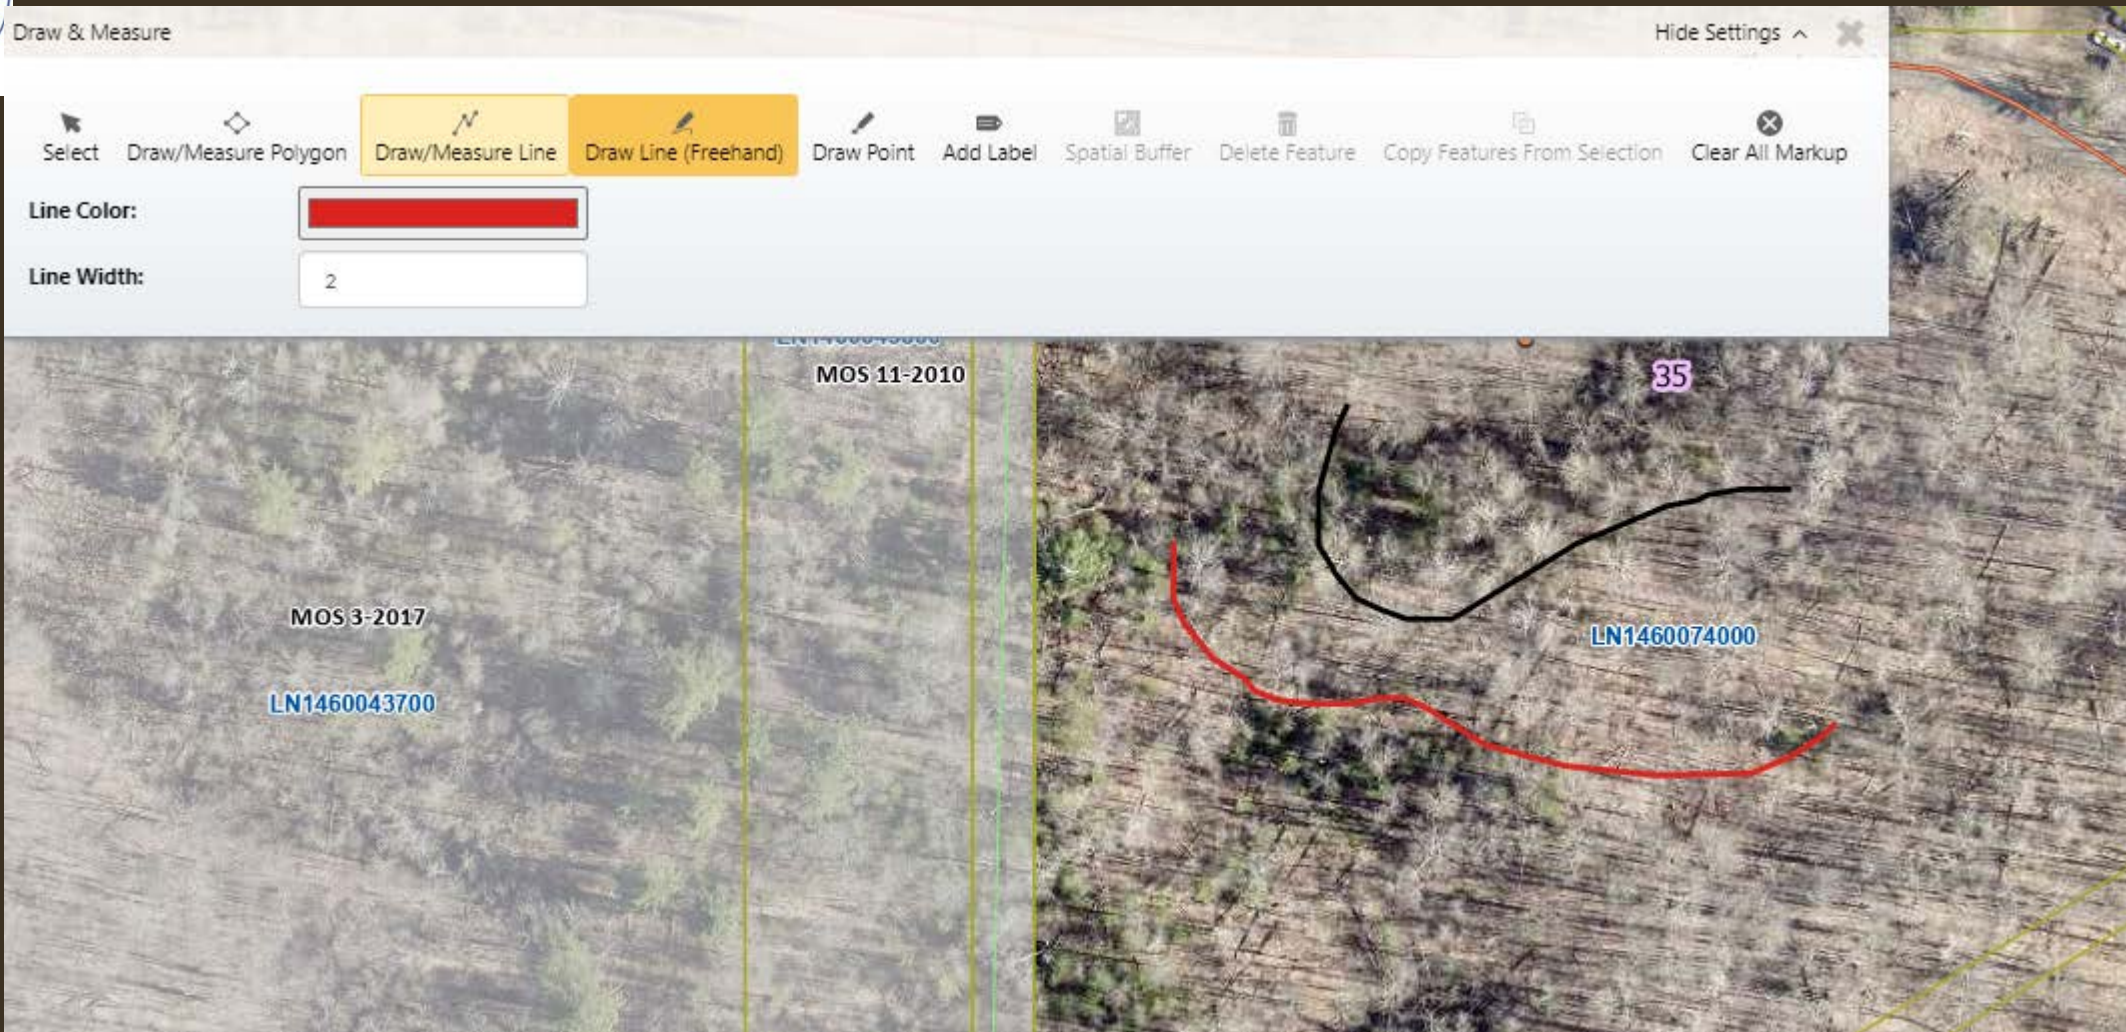 Draw & Measure
Hide Settings
Select
Draw/Measure Polygon
Draw/Measure Line
Draw Line (Freehand)
Draw Point
Add Label
Spatial Buffer
Delete Feature
Copy Features From Selection
Clear All Markup
Line Color:
Line Width:
2
MOS 11-2010
35
MOS 3-2017
LN1460074000
LN1460043700